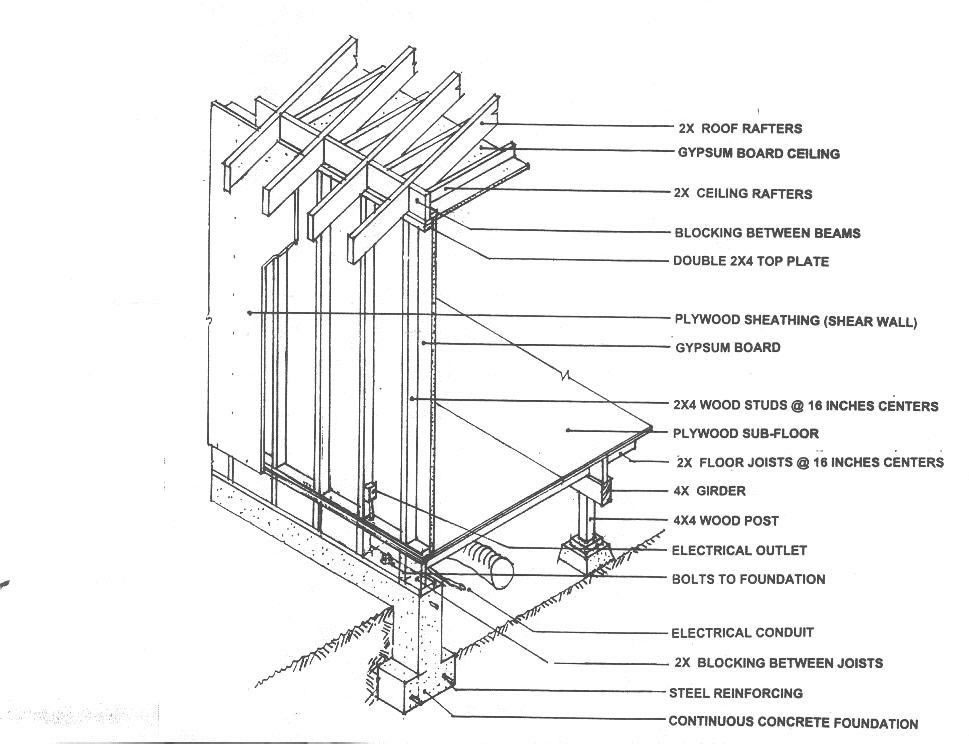 2X ROOF RAFTERS
GYPSUM BOARD CEILING
2X CEILING RAFTERS
BLOCKING BETWEEN BEAMS
DOUBLE 2X4 TOP PLATE
PLYWOOD SHEATHING (SHEAR WALL)
GYPSUM BOARD
2X4 WOOD STUDS @ 16 INCHES CENTERS
PLYWOOD SUB-FLOOR
2X FLOOR JOISTS @ 16 INCHES CENTERS
4X GIRDER
4X4 WOOD POST
ELECTRICAL OUTLET
BOLTS TO FOUNDATION
ELECTRICAL CONDUIT
2X BLOCKING BETWEEN JOISTS
STEEL REINFORCING
CONTINUOUS CONCRETE FOUNDATION